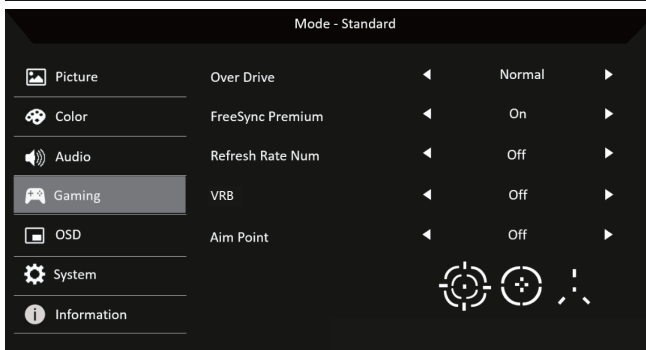 Mode - Standard
Picture
Over Drive Normal
Color
FreeSync Premium On
Audio
Refresh Rate Num Off
Gaming
VRB Off
OSD
Aim Point Off
System
Information